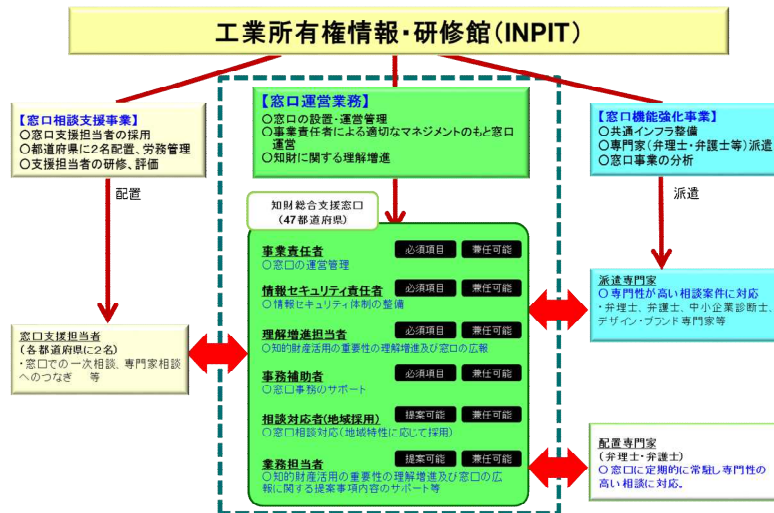 工業所有権情報・研修館(INPIT)
【窓口相談支援事業】
○窓口支援担当者の採用
○都道府県に2名配置、労務管理
○支援担当者の研修、評価
【窓口運営業務】
○窓口の設置・運営管理
○事業責任者による適切なマネジメントのもと窓口
運営
○知財に関する理解増進
【窓口機能強化事業】
○共通インフラ整備
○専門家(弁理士・弁護士等)派遣
○窓口事業の分析
配置
派遣
知財総合支援窓口
(47都道府県)
事業責任者 必須項目 兼任可能
○窓口の運営管理
情報セキュリティ責任者 必須項目 兼任可能
○情報セキュリティ体制の整備
理解増進担当者 必須項目 兼任可能
○知的財産活用の重要性の理解増進及び窓口の広報
事務補助者 必須項目 兼任可能
○窓口事務のサポート
相談対応者(地域採用) 提案可能 兼任可能
○窓口相談対応(地域特性に応じて採用)
業務担当者 提案可能 兼任可能
○知的財産活用の重要性の理解増進及び窓口の広
報に関する提案事項内容のサポート等
窓口支援担当者
(各都道府県に2名)
・窓口での一次相談、専門家相談
へのつなぎ 等
派遣専門家
○専門性が高い相談案件に対応
・弁理士、弁護士、中小企業診断士、
デザイン・ブランド専門家等
配置専門家
(弁理士・弁護士)
○窓口に定期的に常駐し専門性の
高い相談に対応。